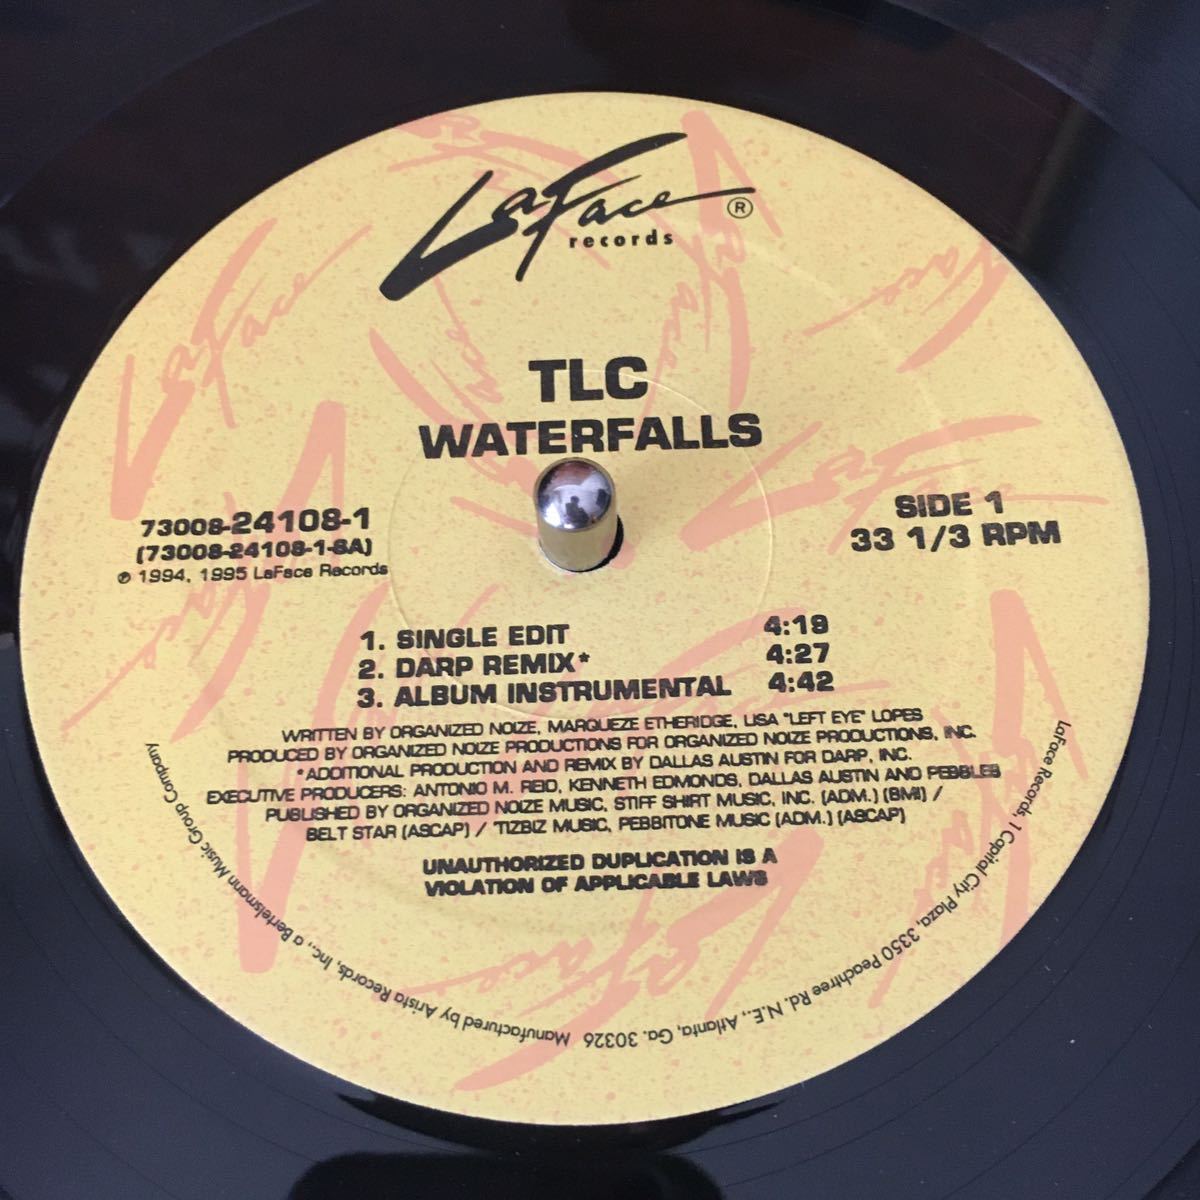 LaFace ®
records
TLC
WATERFALLS
73008-24108-1
(73008-24108-1-SA)
℗ 1994, 1995 LaFace Records
SIDE 1
33 1/3 RPM
1. SINGLE EDIT 4:19
2. DARP REMIX* 4:27
3. ALBUM INSTRUMENTAL 4:42
WRITTEN BY ORGANIZED NOIZE, MARQUEZE ETHERIDGE, LISA "LEFT EYE" LOPES
PRODUCED BY ORGANIZED NOIZE PRODUCTIONS FOR ORGANIZED NOIZE PRODUCTIONS, INC.
*ADDITIONAL PRODUCTION AND REMIX BY DALLAS AUSTIN FOR DARP, INC.
EXECUTIVE PRODUCERS: ANTONIO M. REID, KENNETH EDMONDS, DALLAS AUSTIN AND PEBBLES
PUBLISHED BY ORGANIZED NOIZE MUSIC, STIFF SHIRT MUSIC, INC. (ADM.) (BMI) /
BELT STAR (ASCAP) / 'TIZBIZ MUSIC, PEBBITONE MUSIC (ADM.) (ASCAP)
UNAUTHORIZED DUPLICATION IS A
VIOLATION OF APPLICABLE LAWS
LaFace Records, 1 Capital City Plaza, 3350 Peachtree Rd. N.E., Atlanta, Ga. 30326 Manufactured by Arista Records, Inc., a Bertelsmann Music Group Company